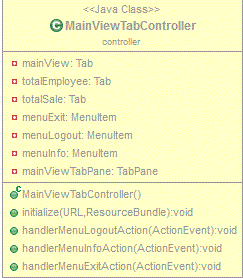 <<Java Class>>
MainViewTabController
controller
mainView: Tab
totalEmployee: Tab
totalSale: Tab
menuExit: MenuItem
menuLogout: MenuItem
menuInfo: MenuItem
mainViewTabPane: TabPane
MainViewTabController()
initialize(URL,ResourceBundle):void
handlerMenuLogoutAction(ActionEvent):void
handlerMenuInfoAction(ActionEvent):void
handlerMenuExitAction(ActionEvent):void